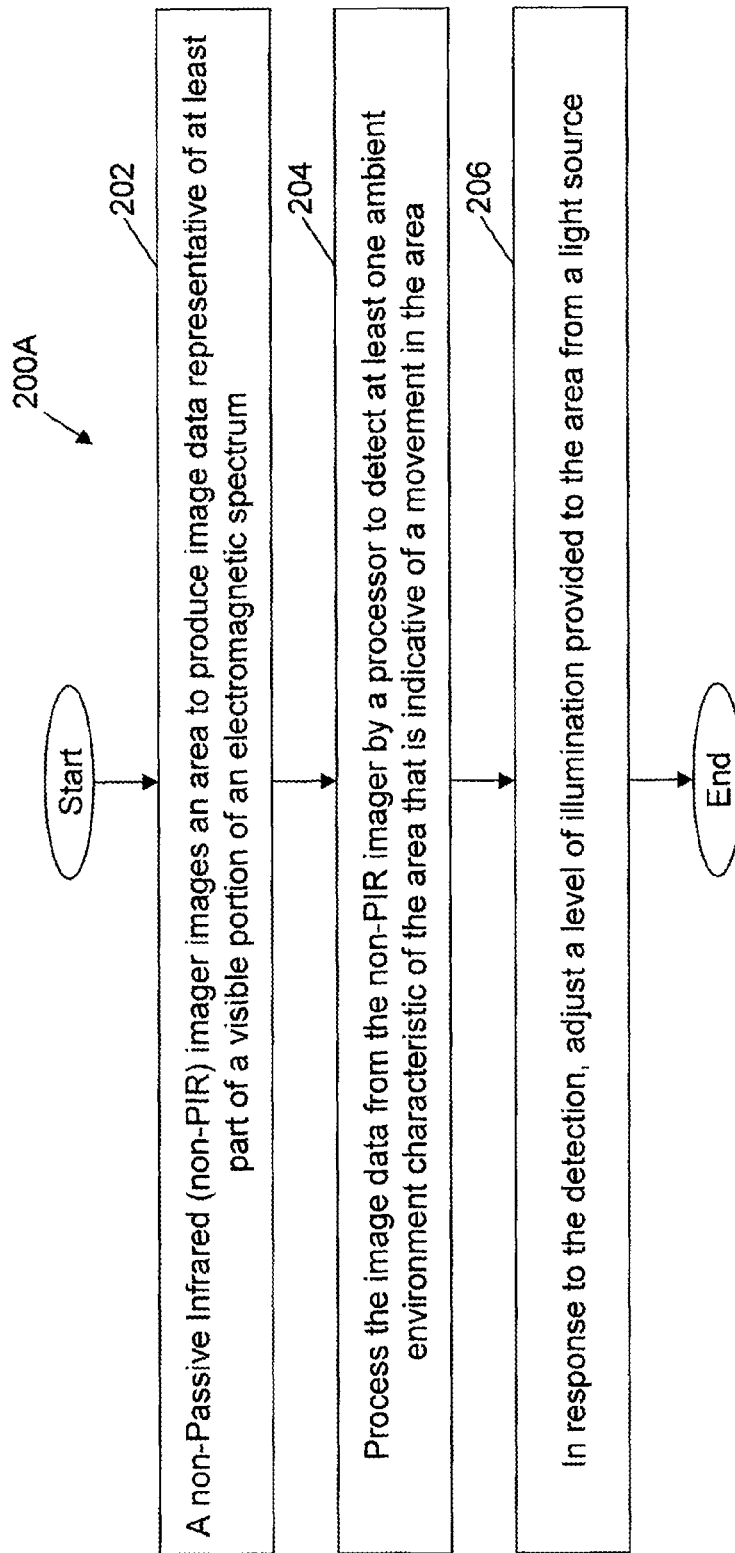 200A
Start
202
A non-Passive Infrared (non-PIR) imager images an area to produce image data representative of at least
part of a visible portion of an electromagnetic spectrum
204
Process the image data from the non-PIR imager by a processor to detect at least one ambient
environment characteristic of the area that is indicative of a movement in the area
206
In response to the detection, adjust a level of illumination provided to the area from a light source
End